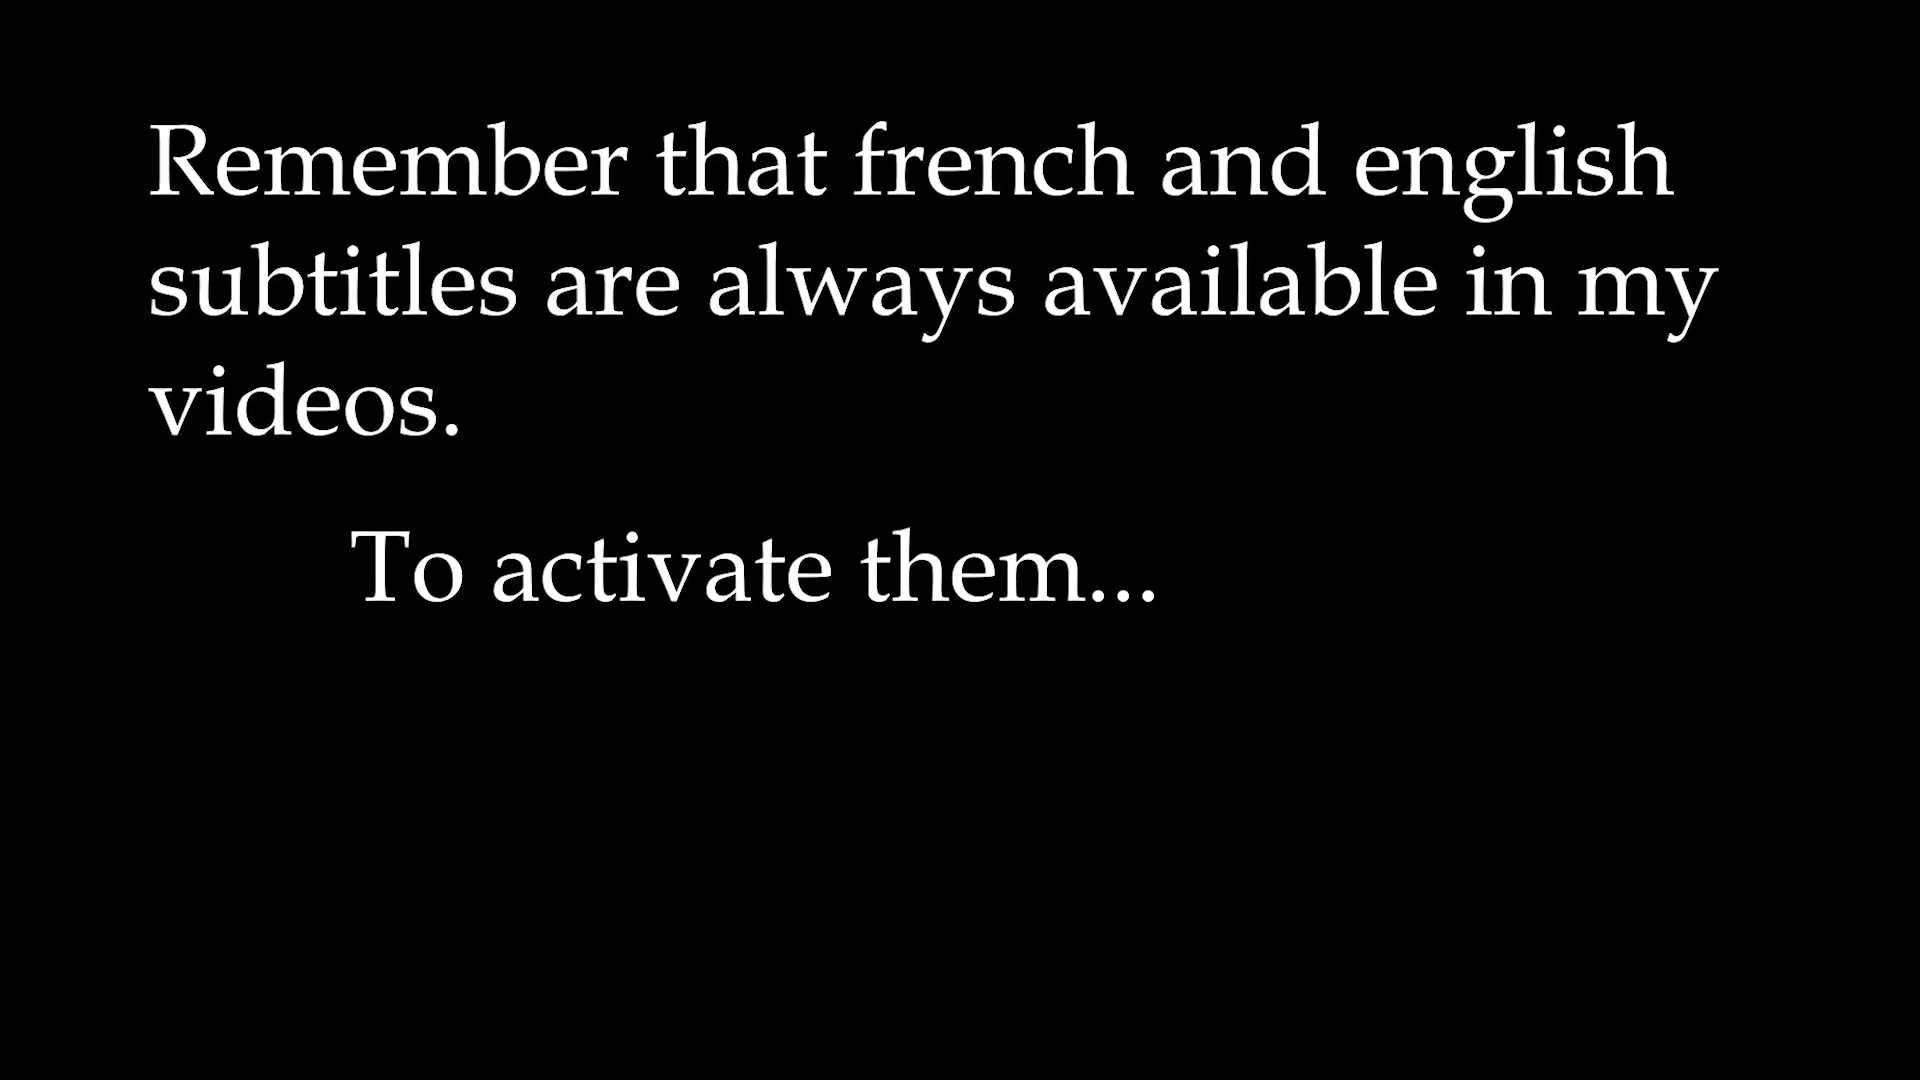 Remember that french and english
subtitles are always available in my
videos.
To activate them...